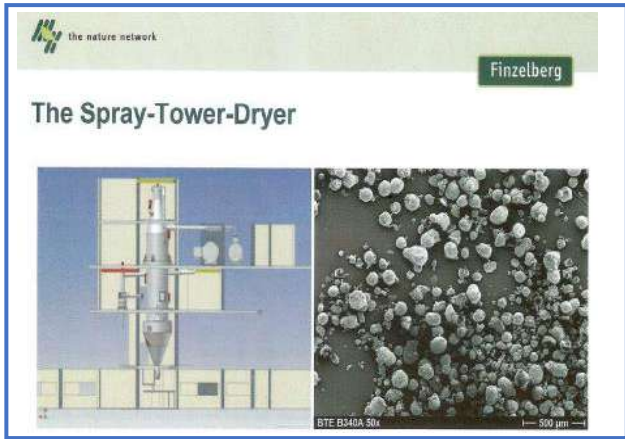 the nature network
Finzelberg
The Spray-Tower-Dryer
BTE B340A 50x
500 µm